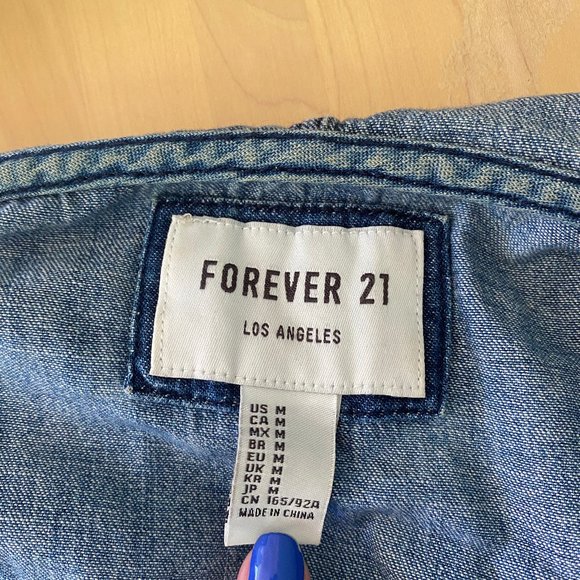 FOREVER 21
LOS ANGELES
US M
CA M
MX M
BR M
EU M
UK M
KR M
JP M
CN 165/92A
MADE IN CHINA